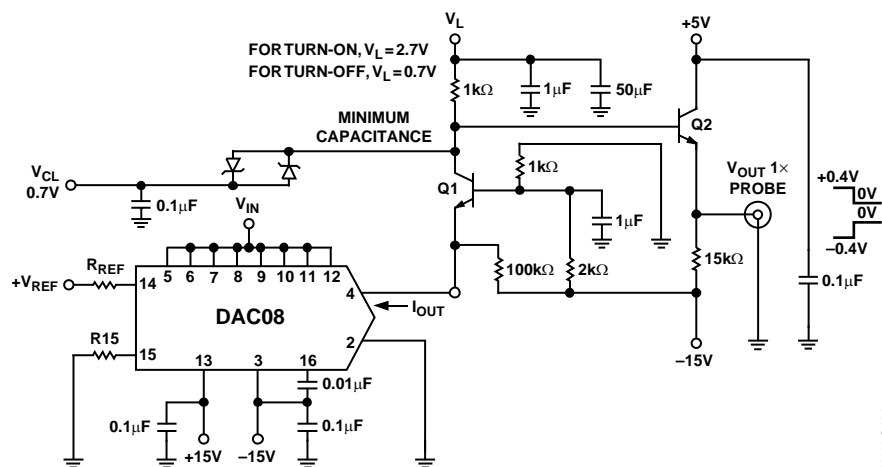 FOR TURN-ON, VL = 2.7V
FOR TURN-OFF, VL = 0.7V
VL
+5V
1kΩ
1μF
50μF
MINIMUM
CAPACITANCE
Q2
VCL
0.7V
0.1μF
Q1
1kΩ
1μF
VOUT 1×
PROBE
+0.4V
0V
0V
–0.4V
VIN
100kΩ
2kΩ
15kΩ
0.1μF
–15V
+VREF
RREF
14
5 6 7 8 9 10 11 12
4
IOUT
DAC08
2
R15
15
13
3
16
0.01μF
0.1μF
+15V
–15V
0.1μF